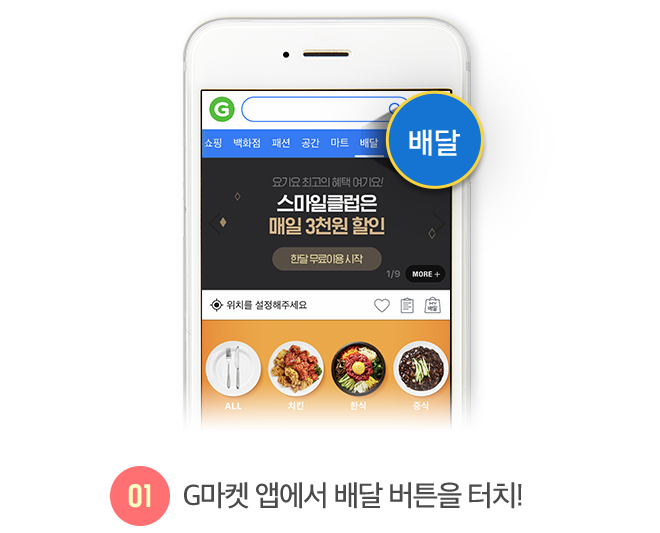 G
배달
쇼핑 백화점 패션 공간 마트 배달
요기요 최고의 혜택 여기요!
스마일클럽은
매일 3천원 할인
한달 무료이용 시작
1/9 MORE +
위치를 설정해주세요
MY
배달
ALL 치킨 한식 중식
01 G마켓 앱에서 배달 버튼을 터치!